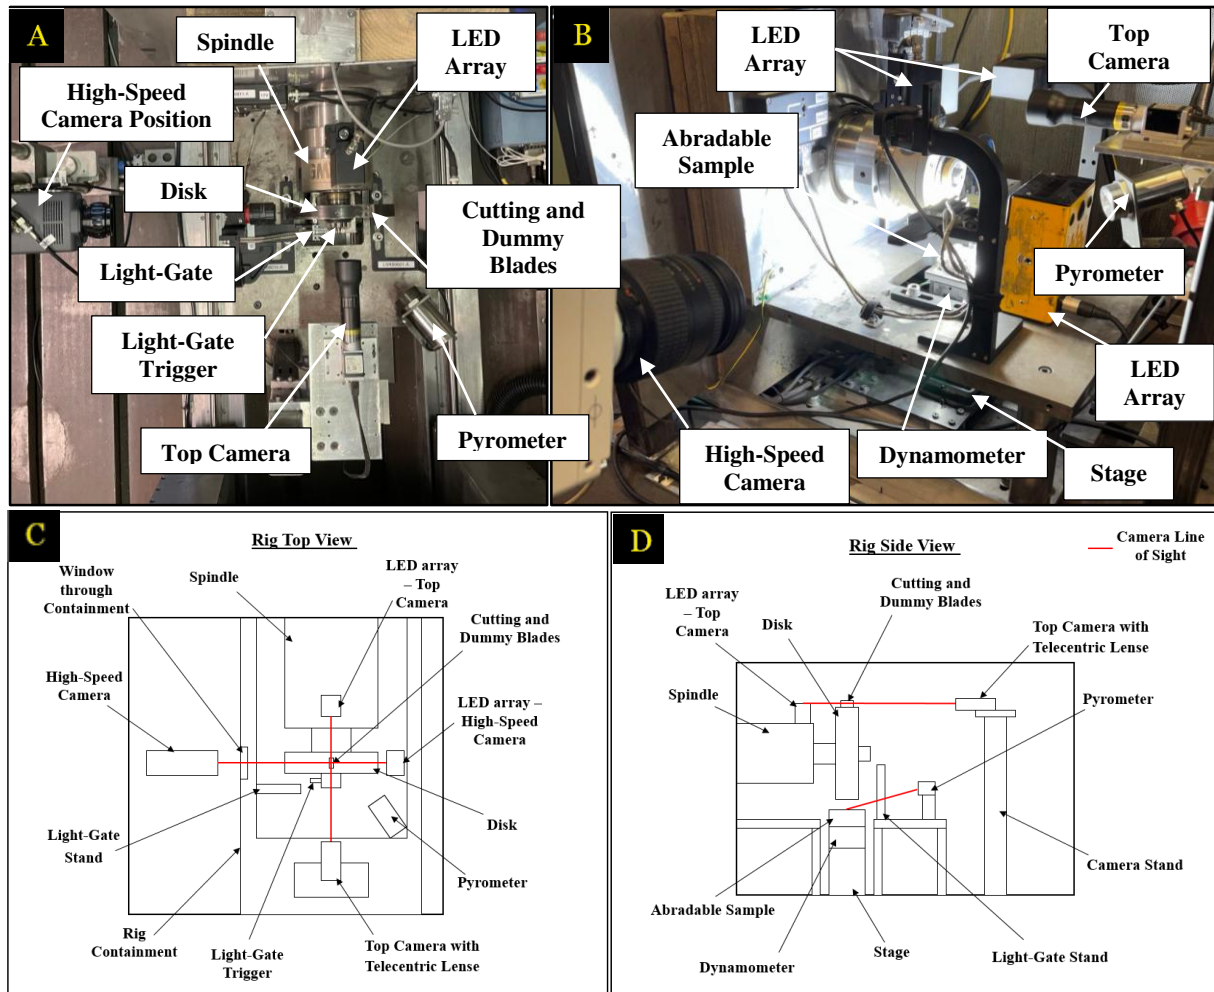 A
Spindle
LED
Array
High-Speed
Camera Position
Disk
Cutting and
Dummy
Blades
Light-Gate
Light-Gate
Trigger
Top Camera
Pyrometer
B
LED
Array
Top
Camera
Abradable
Sample
Pyrometer
LED
Array
High-Speed
Camera
Dynamometer
Stage
C
Rig Top View
Window
through
Containment
Spindle
LED array
– Top
Camera
Cutting and
Dummy Blades
High-Speed
Camera
LED array –
High-Speed
Camera
Light-Gate
Stand
Disk
Pyrometer
Rig
Containment
Light-Gate
Trigger
Top Camera with
Telecentric Lense
D
Rig Side View
Camera Line
of Sight
LED array
– Top
Camera
Cutting and
Dummy Blades
Disk
Top Camera with
Telecentric Lense
Spindle
Pyrometer
Camera Stand
Abradable Sample
Stage
Light-Gate Stand
Dynamometer